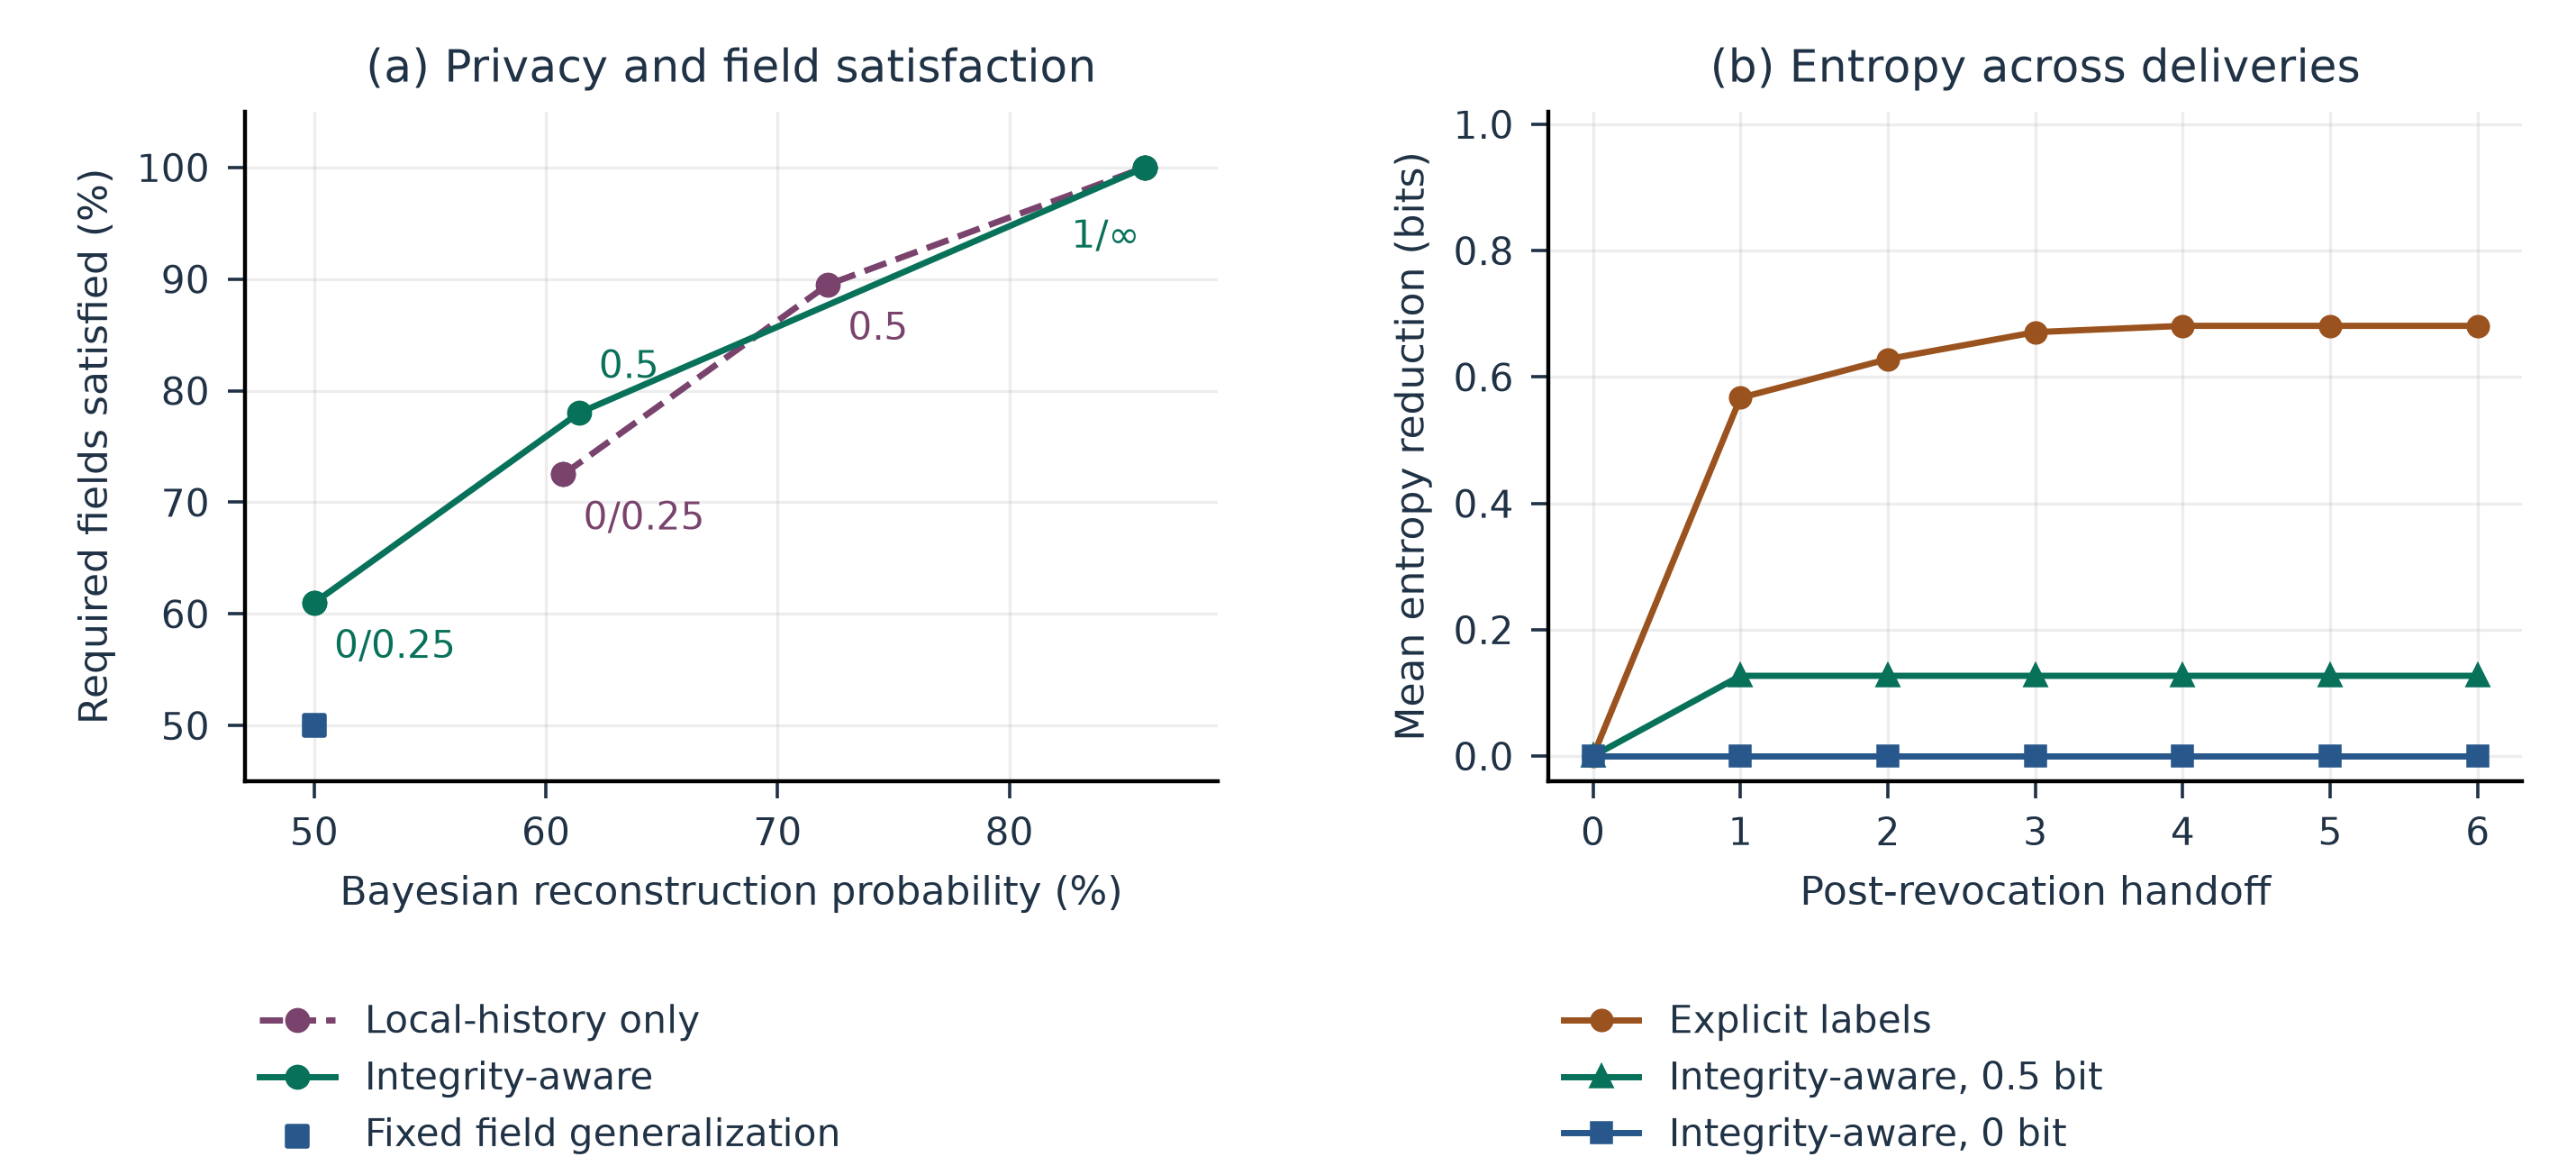 (a) Privacy and field satisfaction
Required fields satisfied (%)
100
90
80
70
60
50
0.5
0.5
1/∞
0/0.25
0/0.25
50
60
70
80
Bayesian reconstruction probability (%)
Local-history only
Integrity-aware
Fixed field generalization
(b) Entropy across deliveries
Mean entropy reduction (bits)
1.0
0.8
0.6
0.4
0.2
0.0
0
1
2
3
4
5
6
Post-revocation handoff
Explicit labels
Integrity-aware, 0.5 bit
Integrity-aware, 0 bit